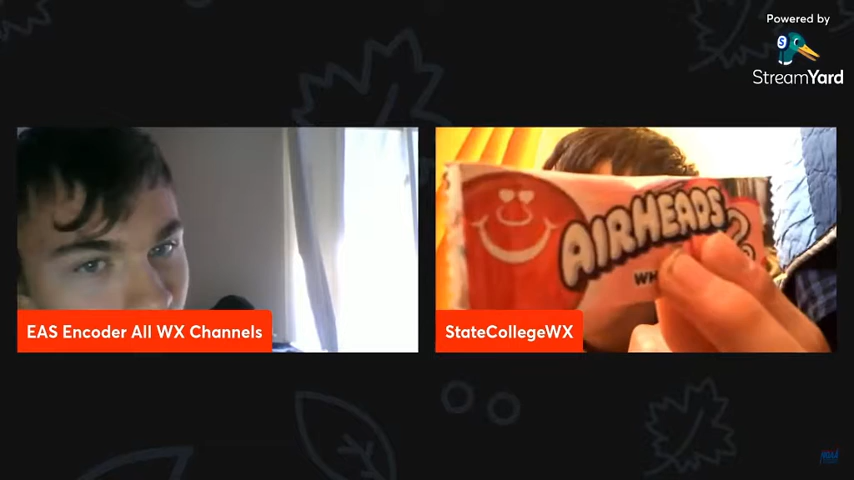 Powered by
StreamYard
AIRHEADS
EAS Encoder All WX Channels
StateCollegeWX